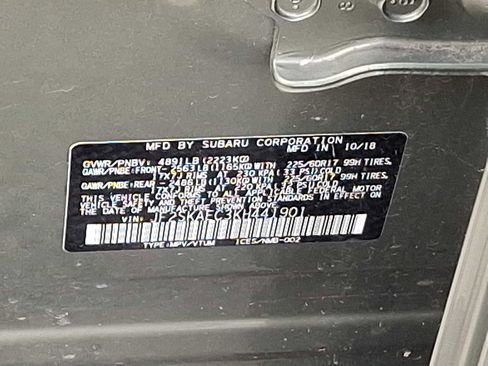 MFD BY SUBARU CORPORATION 10/18
GVWR/PNBV: 4891LB(2223KG)
GAWR/PNBE:FRONT: 2563LB(1165KG)WITH 225/60R17 99H TIRES,
17X7J RIMS AT 230 KPA(33 PSI)COLD
GAWR/PNBE:REAR: 2486LB(1130KG)WITH 225/60R17 99H TIRES,
17X7J RIMS AT 220 KPA(32 PSI)COLD
THIS VEHICLE CONFORMS TO ALL APPLICABLE FEDERAL MOTOR
VEHICLE SAFETY AND THEFT PREVENTION STANDARDS IN EFFECT
ON THE DATE OF MANUFACTURE SHOWN ABOVE.
VIN: SKAEC3KH441901
TYPE:MPV/VTUM ICES/NMB-002